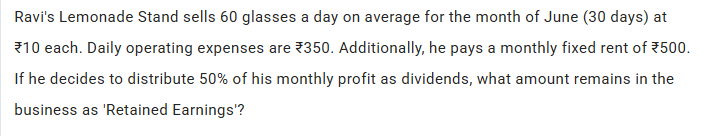 Ravi's Lemonade Stand sells 60 glasses a day on average for the month of June (30 days) at
₹10 each. Daily operating expenses are ₹350. Additionally, he pays a monthly fixed rent of ₹500.
If he decides to distribute 50% of his monthly profit as dividends, what amount remains in the
business as 'Retained Earnings'?